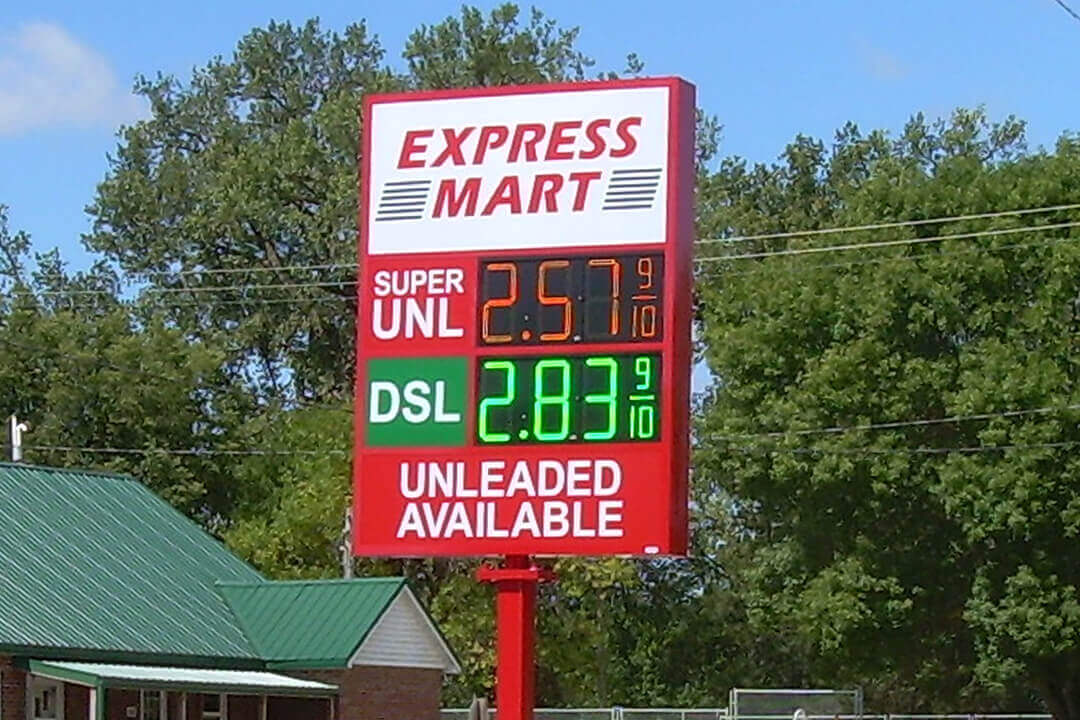 EXPRESS
MART
SUPER
UNL
2.57 9/10
DSL
2.83 9/10
UNLEADED
AVAILABLE